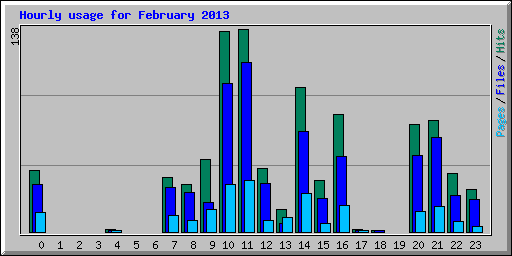 Hourly usage for February 2013
138
Pages / Files / Hits
0 1 2 3 4 5 6 7 8 9 10 11 12 13 14 15 16 17 18 19 20 21 22 23